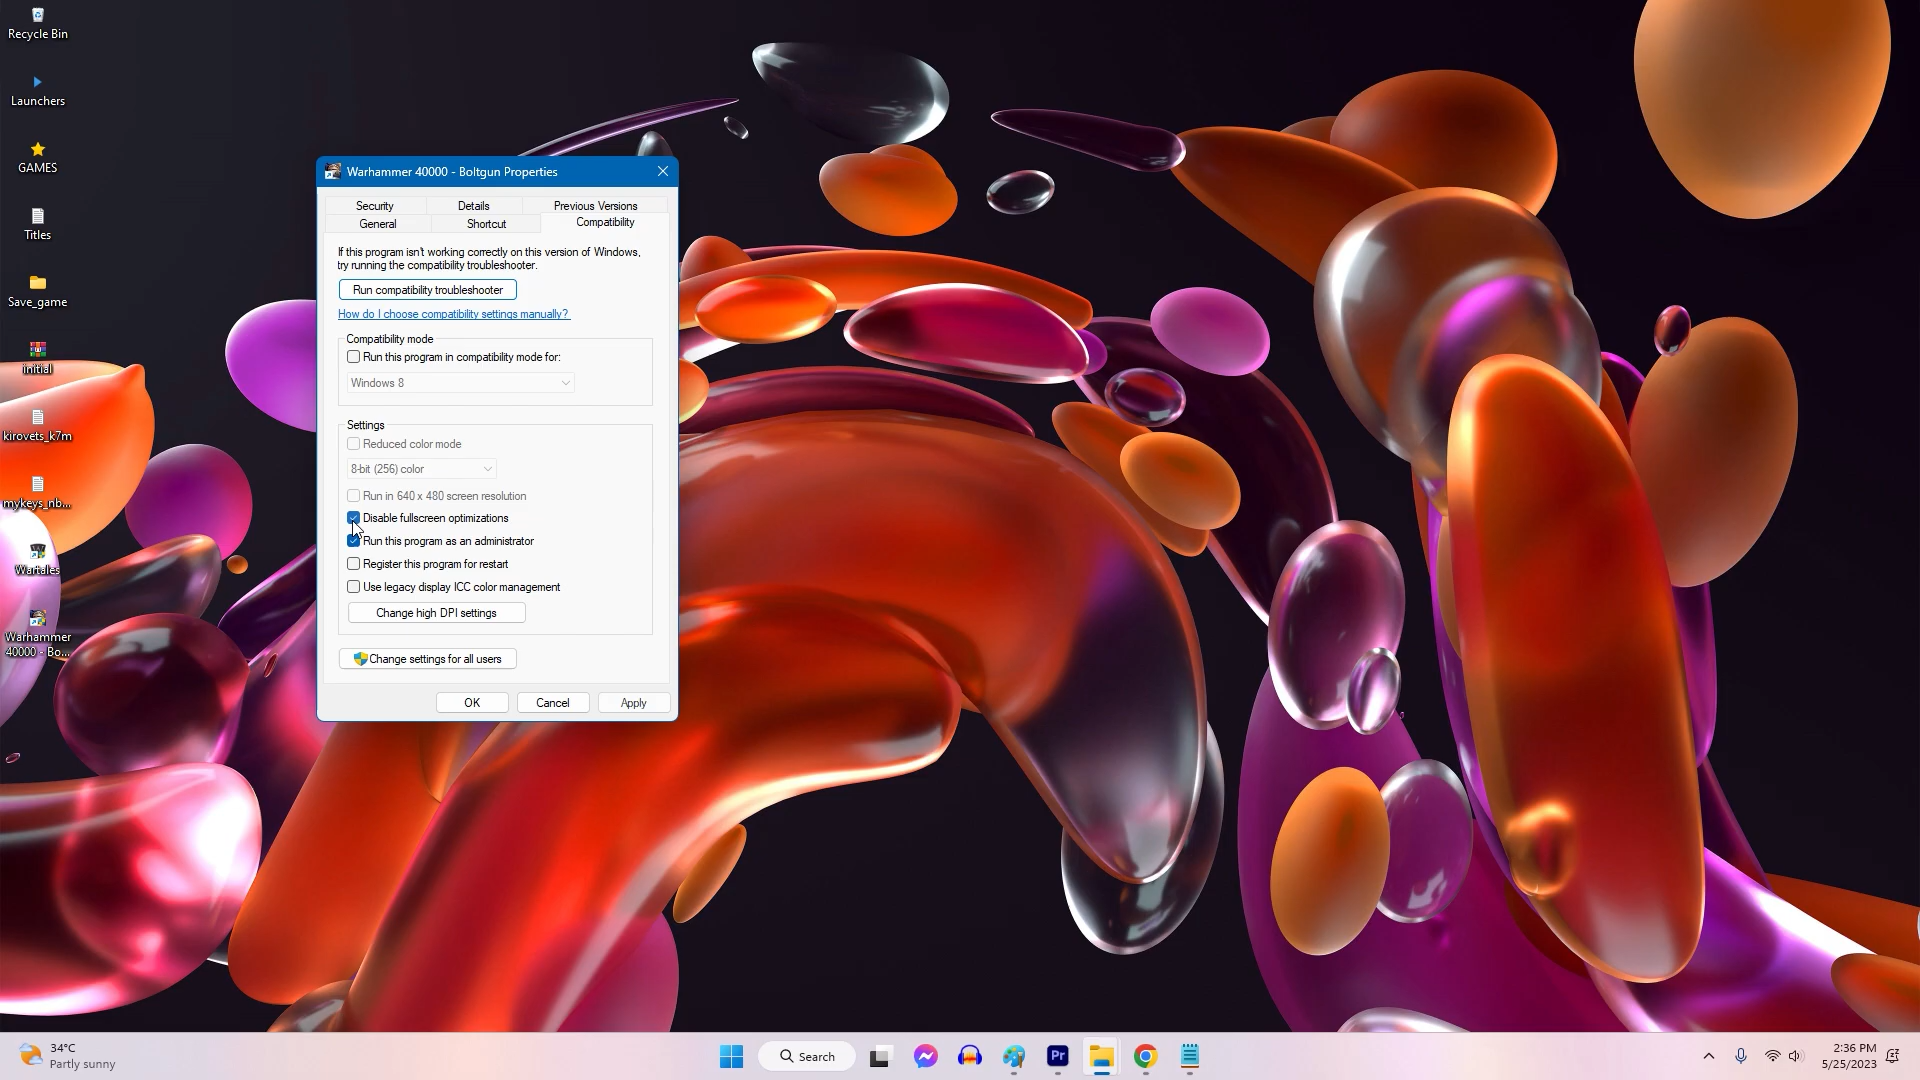 Recycle Bin
Launchers
GAMES
Titles
Save_game
initial
kirovets_k7m
mykeys_nb...
Wartales
Warhammer
40000 - Bo...
Warhammer 40000 - Boltgun Properties
Security
Details
Previous Versions
General
Shortcut
Compatibility
If this program isn't working correctly on this version of Windows,
try running the compatibility troubleshooter.
Run compatibility troubleshooter
How do I choose compatibility settings manually?
Compatibility mode
Run this program in compatibility mode for:
Windows 8
Settings
Reduced color mode
8-bit (256) color
Run in 640 x 480 screen resolution
Disable fullscreen optimizations
Run this program as an administrator
Register this program for restart
Use legacy display ICC color management
Change high DPI settings
Change settings for all users
OK
Cancel
Apply
34°C
Partly sunny
Search
Pr
2:36 PM
5/25/2023